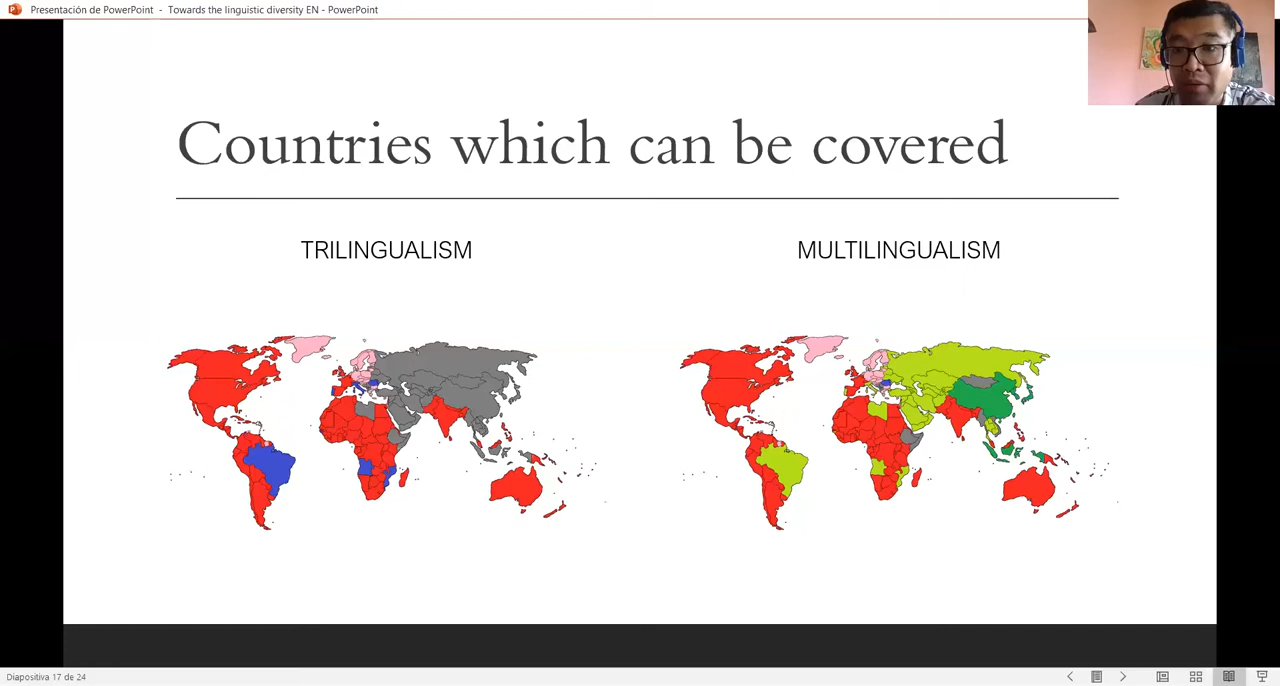 Presentación de PowerPoint - Towards the linguistic diversity EN - PowerPoint
Countries which can be covered
TRILINGUALISM
MULTILINGUALISM
Diapositiva 17 de 24